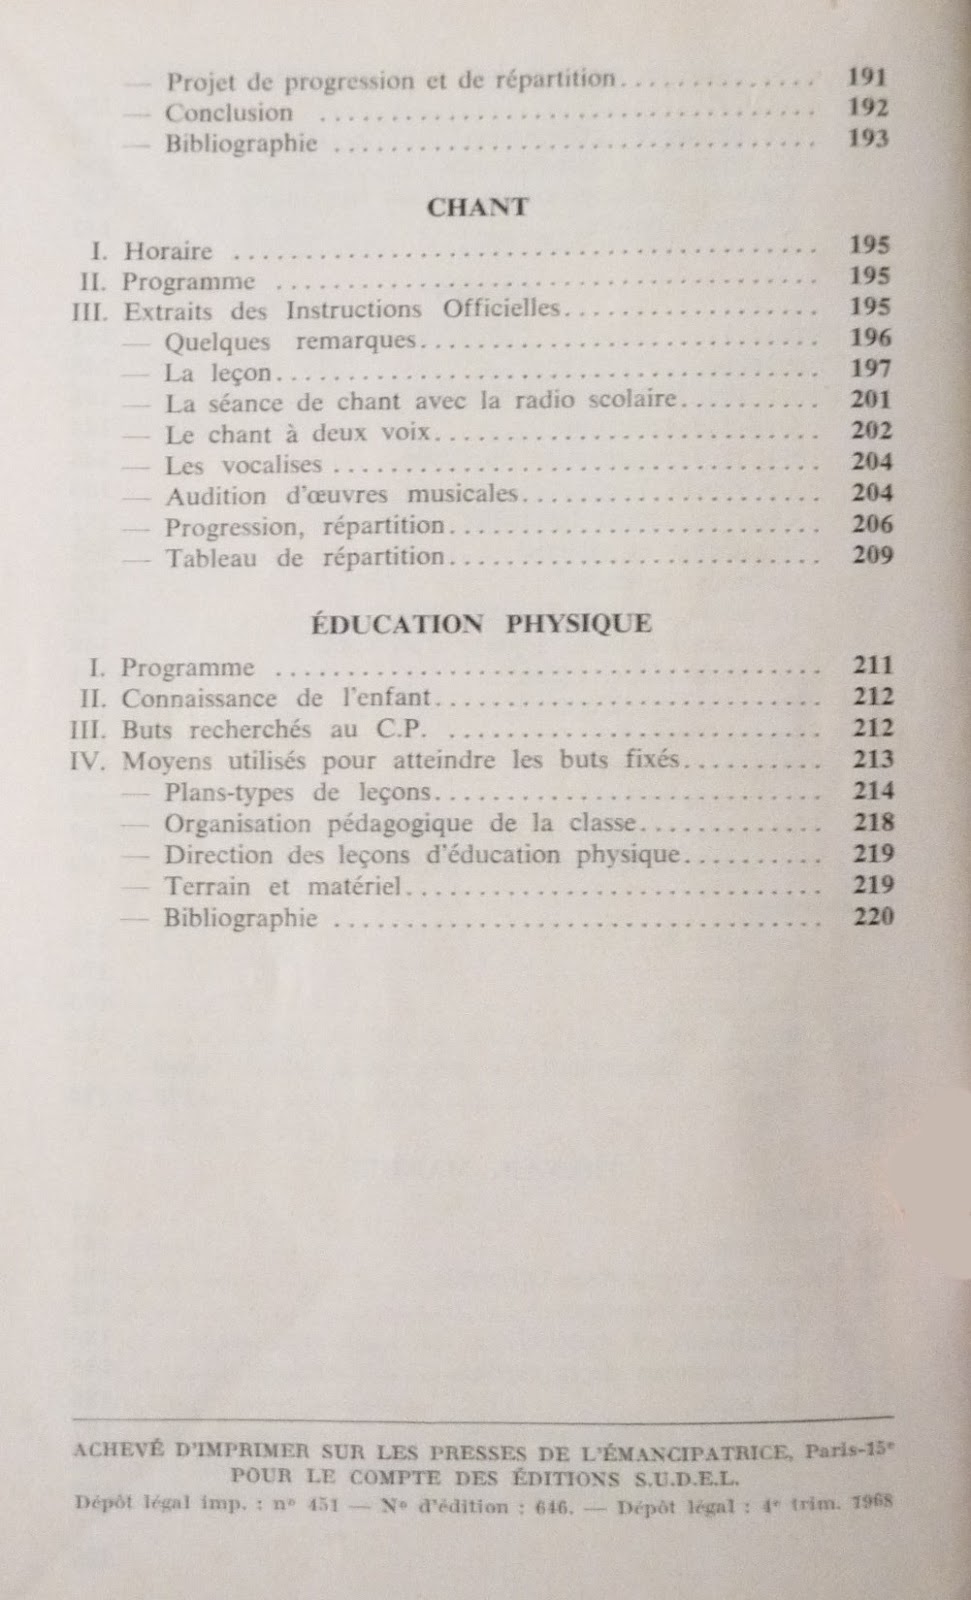 — Projet de progression et de répartition.............. 191
— Conclusion .................................. 192
— Bibliographie .................................. 193
CHANT
I. Horaire ......................................... 195
II. Programme ...................................... 195
III. Extraits des Instructions Officielles.................. 195
— Quelques remarques............................ 196
— La leçon...................................... 197
— La séance de chant avec la radio scolaire.......... 201
— Le chant à deux voix........................... 202
— Les vocalises .................................. 204
— Audition d'œuvres musicales..................... 204
— Progression, répartition.......................... 206
— Tableau de répartition.......................... 209
ÉDUCATION PHYSIQUE
I. Programme ...................................... 211
II. Connaissance de l'enfant........................... 212
III. Buts recherchés au C.P. .......................... 212
IV. Moyens utilisés pour atteindre les buts fixés.......... 213
— Plans-types de leçons........................... 214
— Organisation pédagogique de la classe............. 218
— Direction des leçons d'éducation physique.......... 219
— Terrain et matériel............................. 219
— Bibliographie .................................. 220
ACHEVÉ D'IMPRIMER SUR LES PRESSES DE L'ÉMANCIPATRICE, Paris-15e
POUR LE COMPTE DES ÉDITIONS S.U.D.E.L.
Dépôt légal imp. : n° 451 — N° d'édition : 646. — Dépôt légal : 4e trim. 1968